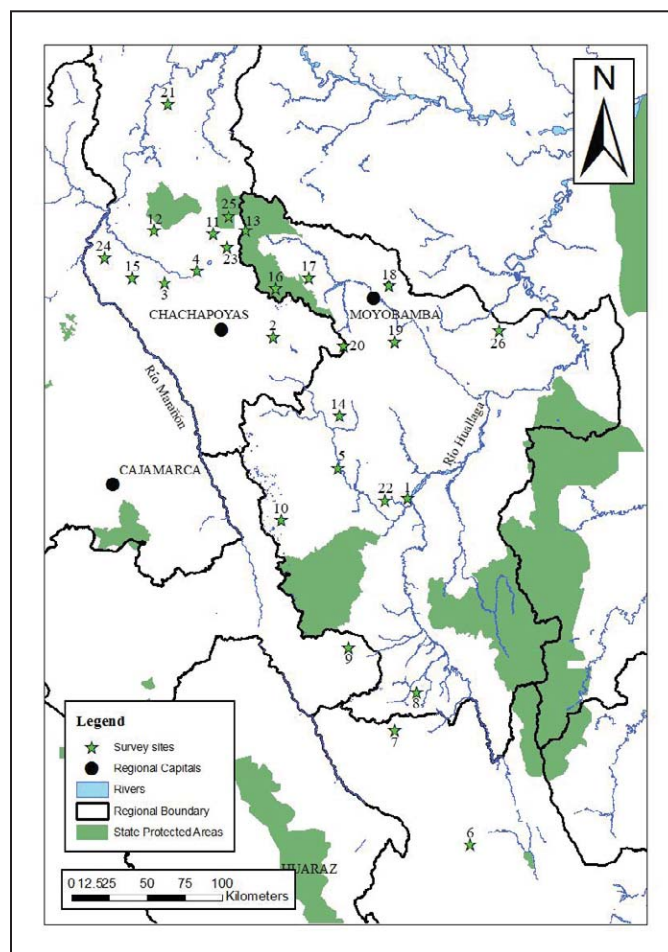 N
21
25
12
11
13
23
24
4
15
3
16
17
18
CHACHAPOYAS
MOYOBAMBA
2
20
19
26
Río Marañón
14
Río Huallaga
CAJAMARCA
5
22
1
10
9
8
7
6
Legend
Survey sites
Regional Capitals
Rivers
Regional Boundary
State Protected Areas
HUARAZ
0 12.525 50 75 100
Kilometers